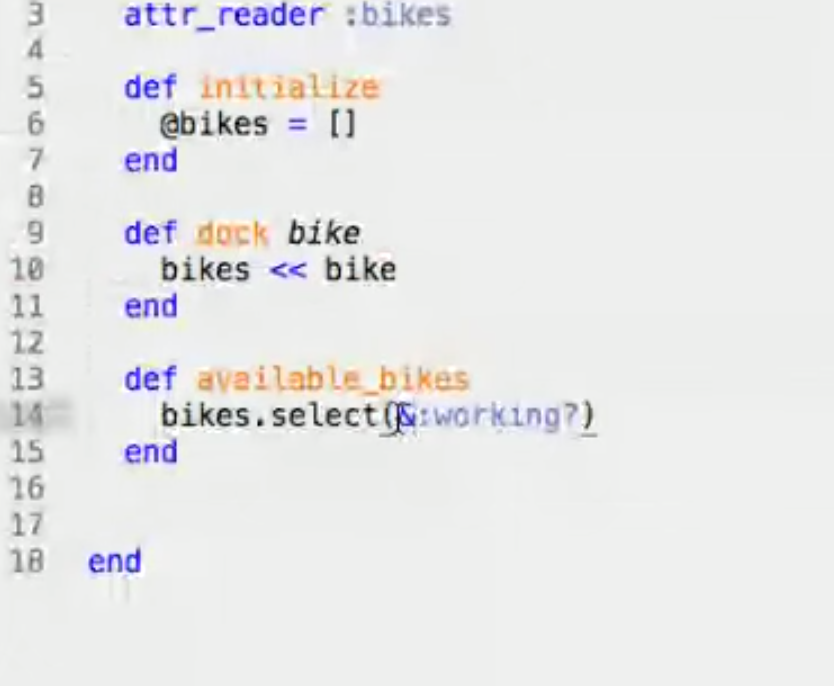 3 attr_reader :bikes
4
5 def initialize
6 @bikes = []
7 end
8
9 def dock bike
10 bikes << bike
11 end
12
13 def available_bikes
14 bikes.select(&:working?)
15 end
16
17
18 end